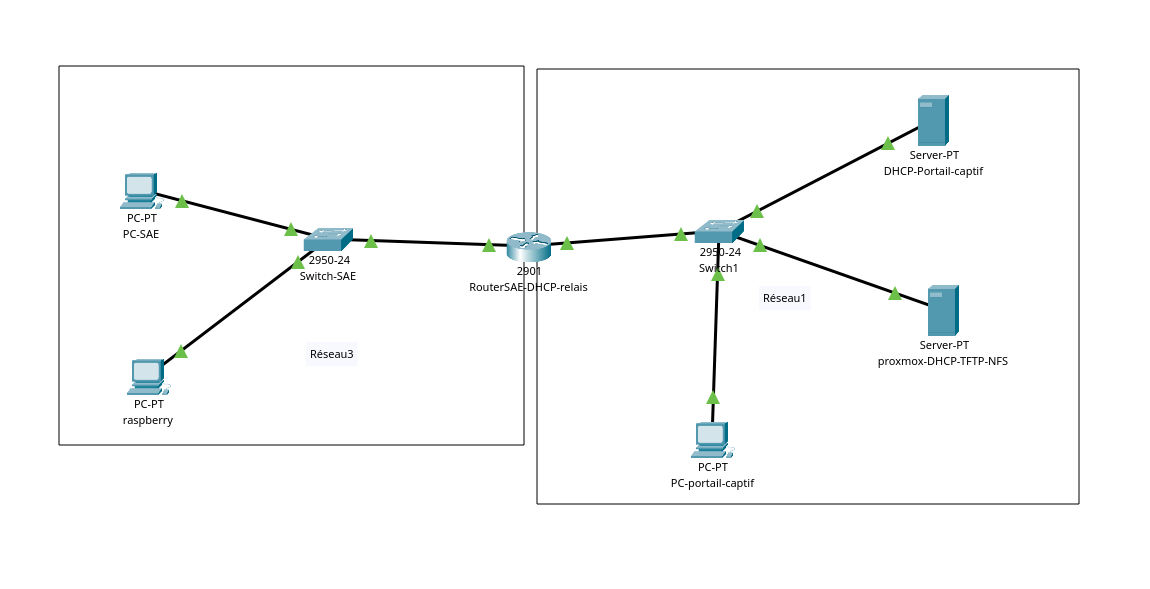 PC-PT
PC-SAE
2950-24
Switch-SAE
PC-PT
raspberry
Réseau3
2901
RouterSAE-DHCP-relais
Server-PT
DHCP-Portail-captif
2950-24
Switch1
Réseau1
Server-PT
proxmox-DHCP-TFTP-NFS
PC-PT
PC-portail-captif